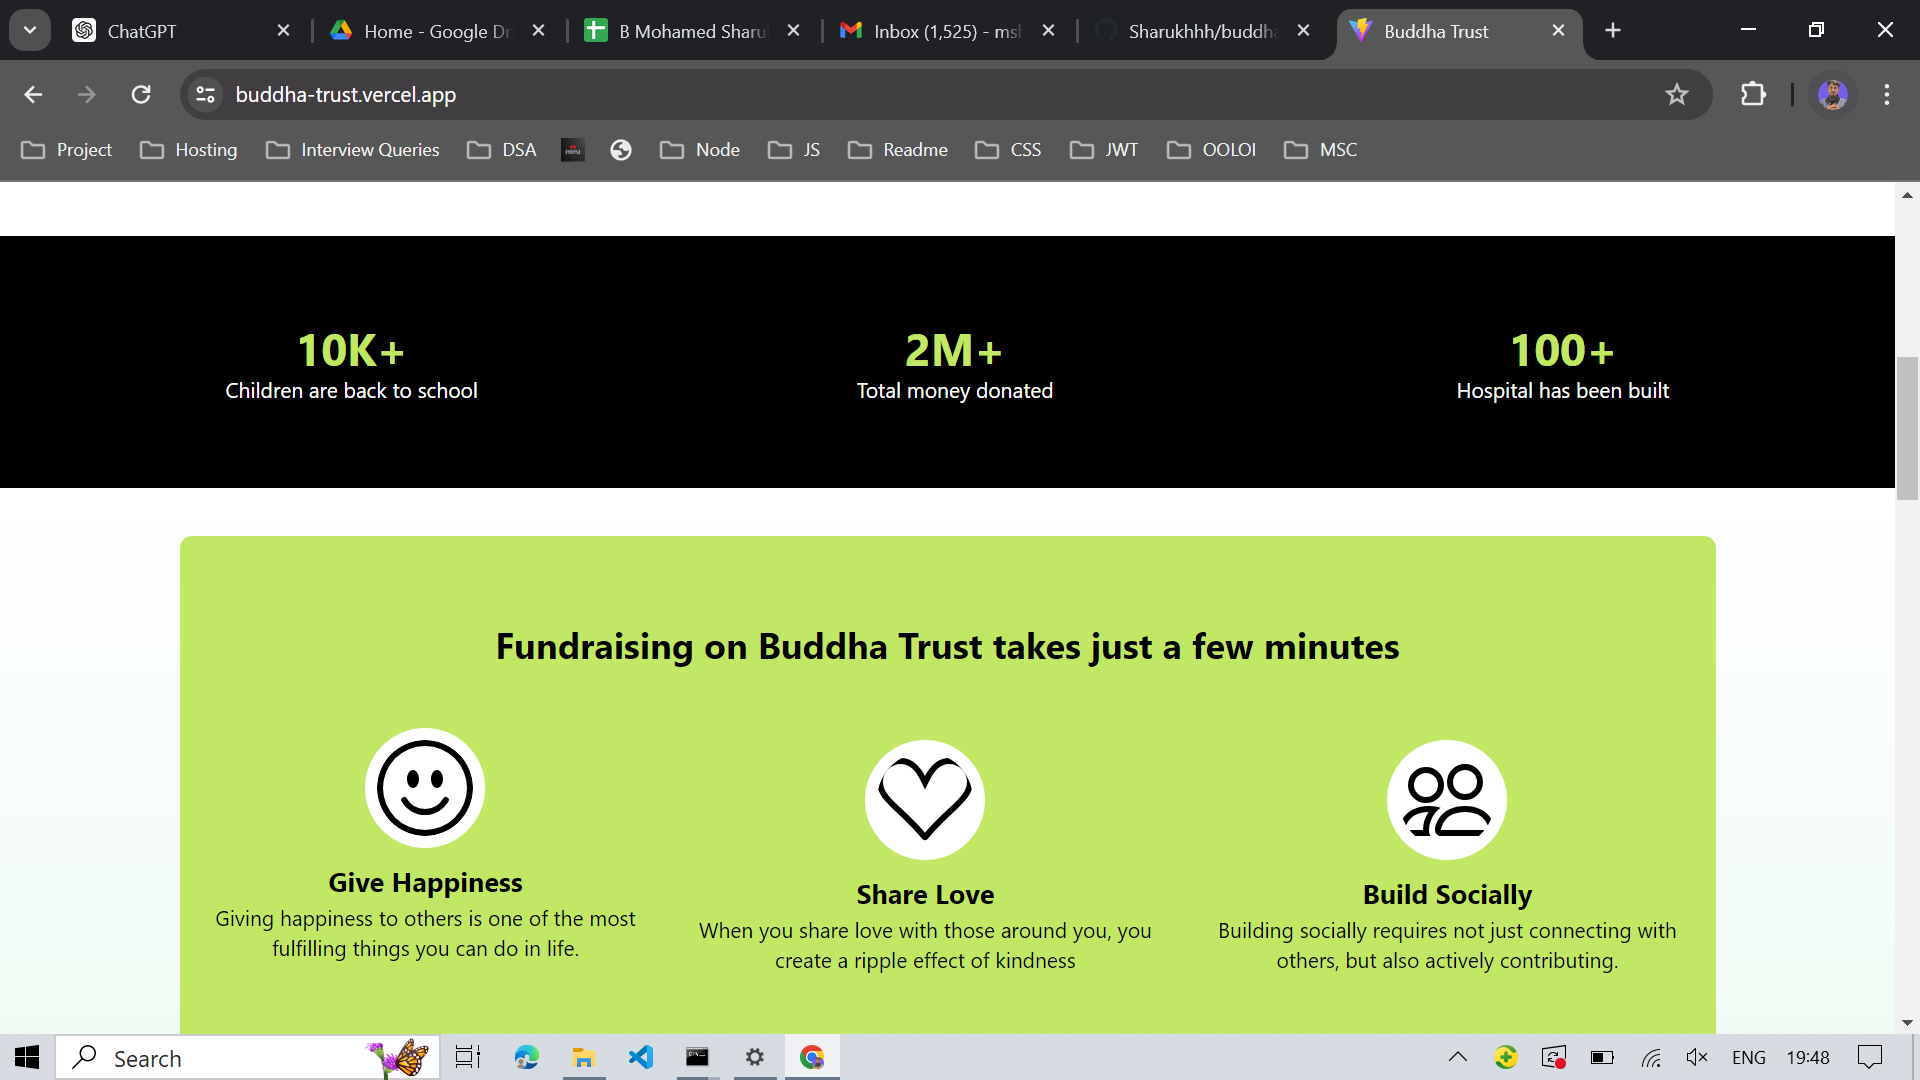 ChatGPT
Home - Google Dr
B Mohamed Sharu
Inbox (1,525) - msh
Sharukhhh/buddha
Buddha Trust
buddha-trust.vercel.app
Project
Hosting
Interview Queries
DSA
Node
JS
Readme
CSS
JWT
OOLOI
MSC
10K+
Children are back to school
2M+
Total money donated
100+
Hospital has been built
Fundraising on Buddha Trust takes just a few minutes
Give Happiness
Giving happiness to others is one of the most
fulfilling things you can do in life.
Share Love
When you share love with those around you, you
create a ripple effect of kindness
Build Socially
Building socially requires not just connecting with
others, but also actively contributing.
Search
ENG
19:48